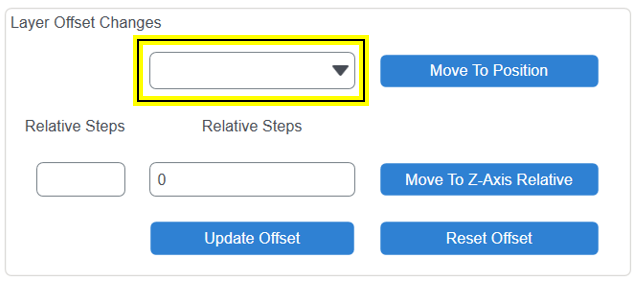 Layer Offset Changes
Move To Position
Relative Steps Relative Steps
0 Move To Z-Axis Relative
Update Offset Reset Offset